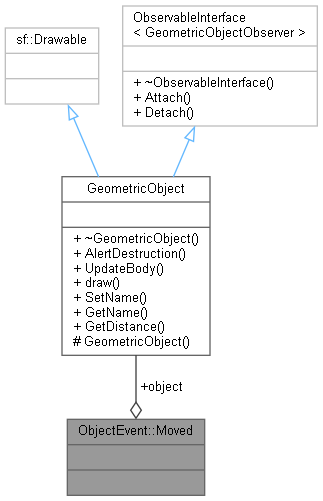 sf::Drawable
ObservableInterface
< GeometricObjectObserver >
+ ~ObservableInterface()
+ Attach()
+ Detach()
GeometricObject
+ ~GeometricObject()
+ AlertDestruction()
+ UpdateBody()
+ draw()
+ SetName()
+ GetName()
+ GetDistance()
# GeometricObject()
+object
ObjectEvent::Moved